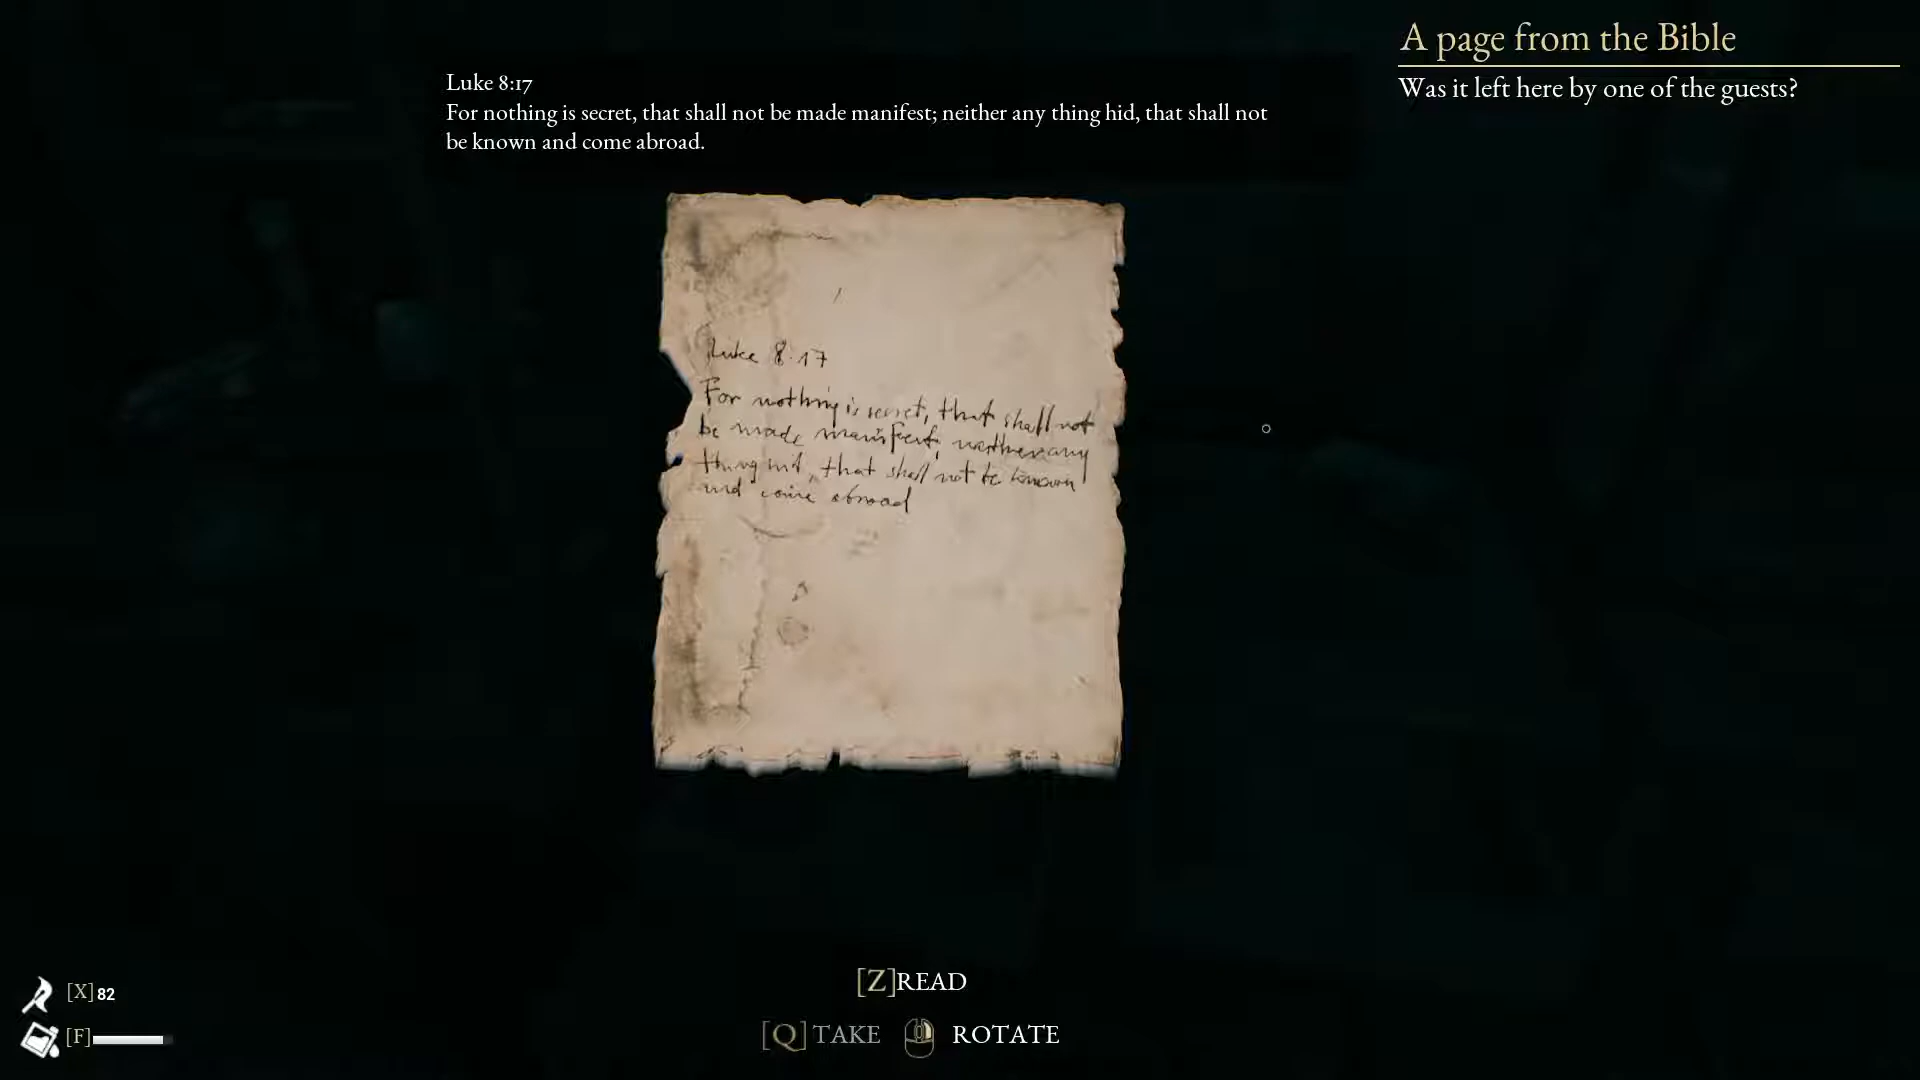 A page from the Bible
Was it left here by one of the guests?
Luke 8:17
For nothing is secret, that shall not be made manifest; neither any thing hid, that shall not
be known and come abroad.
Luke 8:17
For nothing is secret, that shall not
be made manifest; neither any
thing hid, that shall not be known
and come abroad
[Z]READ
[Q]TAKE ROTATE
[X]82
[F]